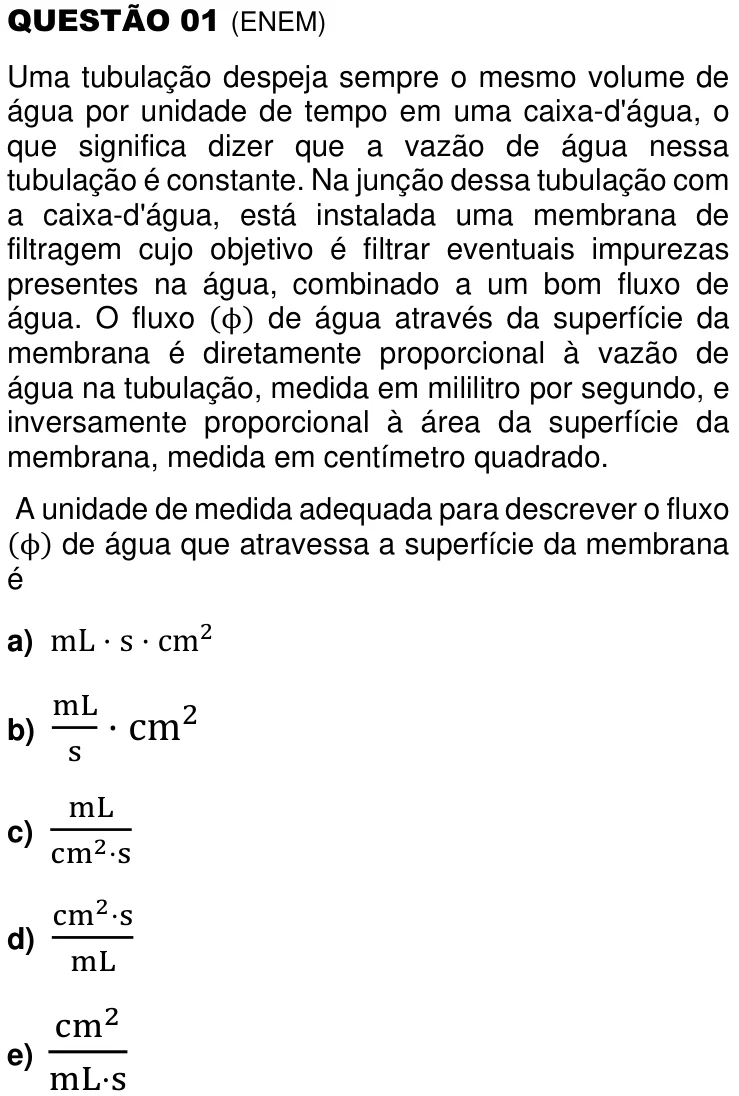 QUESTÃO 01 (ENEM)
Uma tubulação despeja sempre o mesmo volume de
água por unidade de tempo em uma caixa-d'água, o
que significa dizer que a vazão de água nessa
tubulação é constante. Na junção dessa tubulação com
a caixa-d'água, está instalada uma membrana de
filtragem cujo objetivo é filtrar eventuais impurezas
presentes na água, combinado a um bom fluxo de
água. O fluxo (ϕ) de água através da superfície da
membrana é diretamente proporcional à vazão de
água na tubulação, medida em mililitro por segundo, e
inversamente proporcional à área da superfície da
membrana, medida em centímetro quadrado.
A unidade de medida adequada para descrever o fluxo
(ϕ) de água que atravessa a superfície da membrana
é
a) mL · s · cm²
b) mL/s · cm²
c) mL/(cm²·s)
d) (cm²·s)/mL
e) cm²/(mL·s)